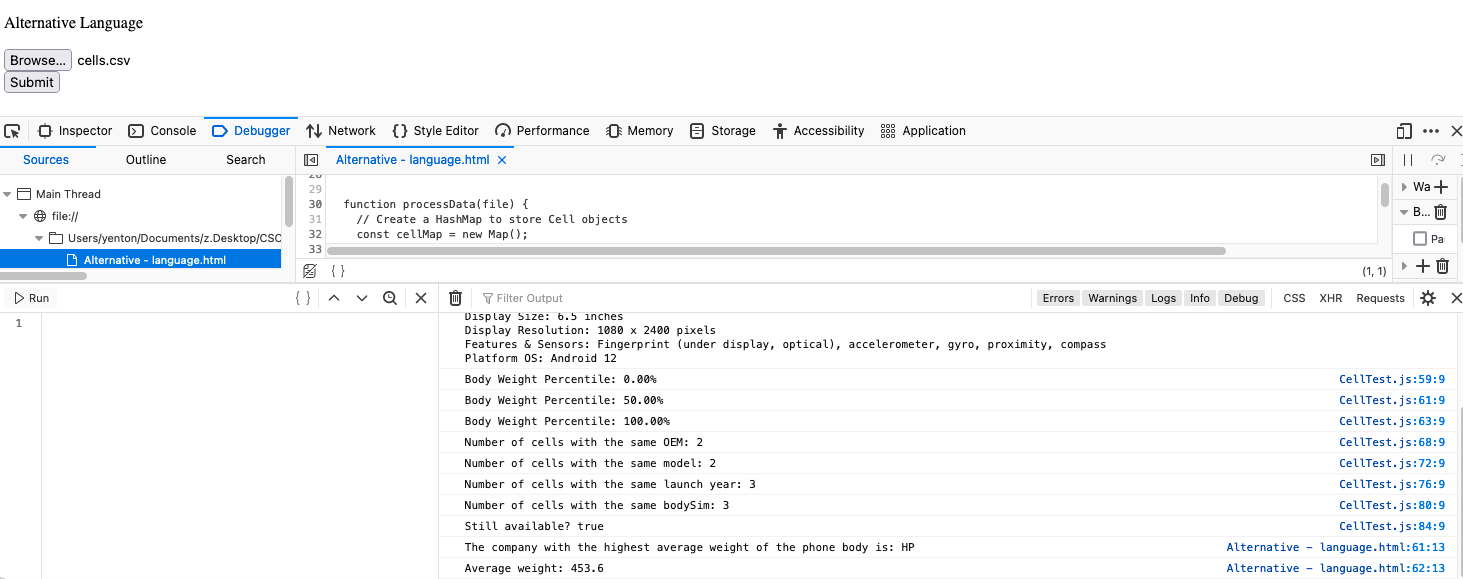 Alternative Language
Browse... cells.csv
Submit
Inspector Console Debugger Network Style Editor Performance Memory Storage Accessibility Application
Sources Outline Search Alternative - language.html
Main Thread
file://
Users/yenton/Documents/z.Desktop/CSC
Alternative - language.html
28
29
30 function processData(file) {
31 // Create a HashMap to store Cell objects
32 const cellMap = new Map();
33
Wa
B...
Pa
{ } (1, 1)
Run { } Filter Output Errors Warnings Logs Info Debug CSS XHR Requests
1
Display Size: 6.5 inches
Display Resolution: 1080 x 2400 pixels
Features & Sensors: Fingerprint (under display, optical), accelerometer, gyro, proximity, compass
Platform OS: Android 12
Body Weight Percentile: 0.00% CellTest.js:59:9
Body Weight Percentile: 50.00% CellTest.js:61:9
Body Weight Percentile: 100.00% CellTest.js:63:9
Number of cells with the same OEM: 2 CellTest.js:68:9
Number of cells with the same model: 2 CellTest.js:72:9
Number of cells with the same launch year: 3 CellTest.js:76:9
Number of cells with the same bodySim: 3 CellTest.js:80:9
Still available? true CellTest.js:84:9
The company with the highest average weight of the phone body is: HP Alternative - language.html:61:13
Average weight: 453.6 Alternative - language.html:62:13